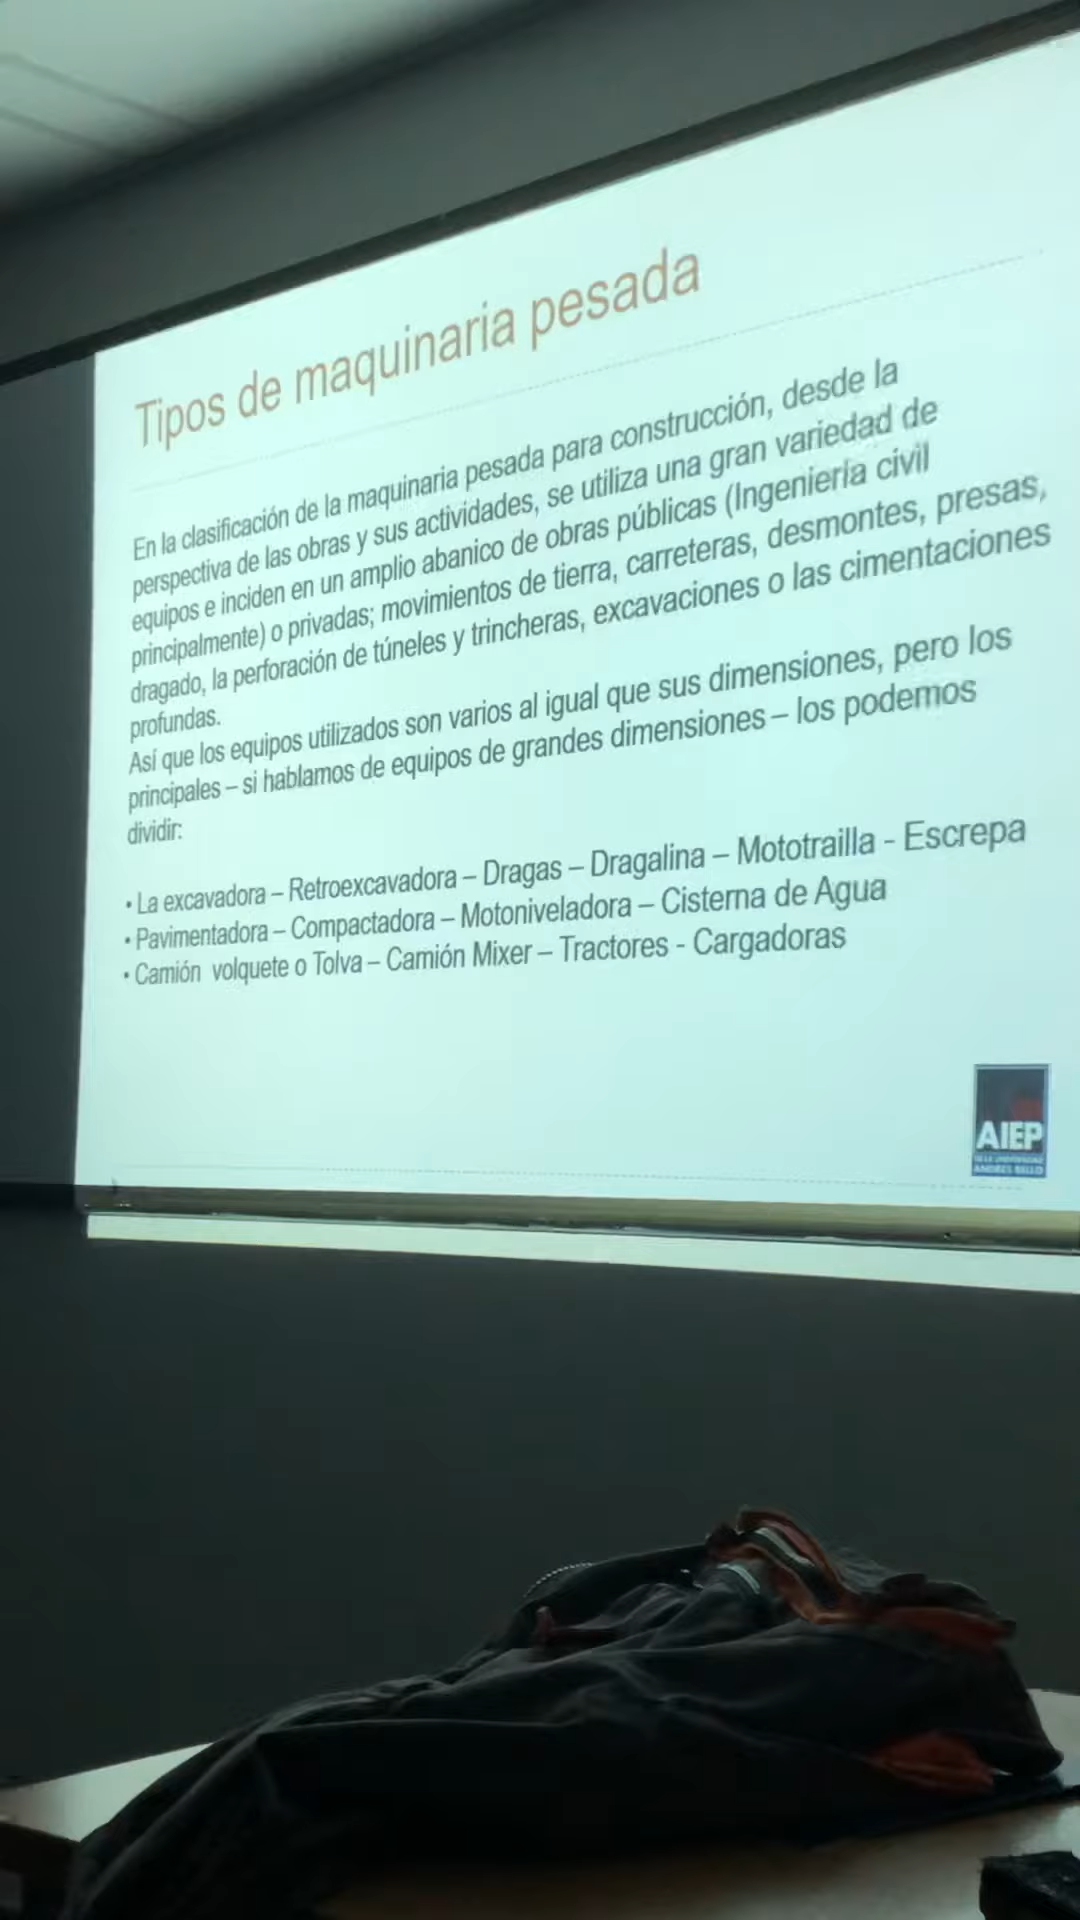 Tipos de maquinaria pesada
En la clasificación de la maquinaria pesada para construcción, desde la
perspectiva de las obras y sus actividades, se utiliza una gran variedad de
equipos e inciden en un amplio abanico de obras públicas (Ingeniería civil
principalmente) o privadas; movimientos de tierra, carreteras, desmontes, presas,
dragado, la perforación de túneles y trincheras, excavaciones o las cimentaciones
profundas.
Así que los equipos utilizados son varios al igual que sus dimensiones, pero los
principales – si hablamos de equipos de grandes dimensiones – los podemos
dividir:
• La excavadora – Retroexcavadora – Dragas – Dragalina – Mototrailla - Escrepa
• Pavimentadora – Compactadora – Motoniveladora – Cisterna de Agua
• Camión volquete o Tolva – Camión Mixer – Tractores - Cargadoras
AIEP
DE LA UNIVERSIDAD
ANDRES BELLO